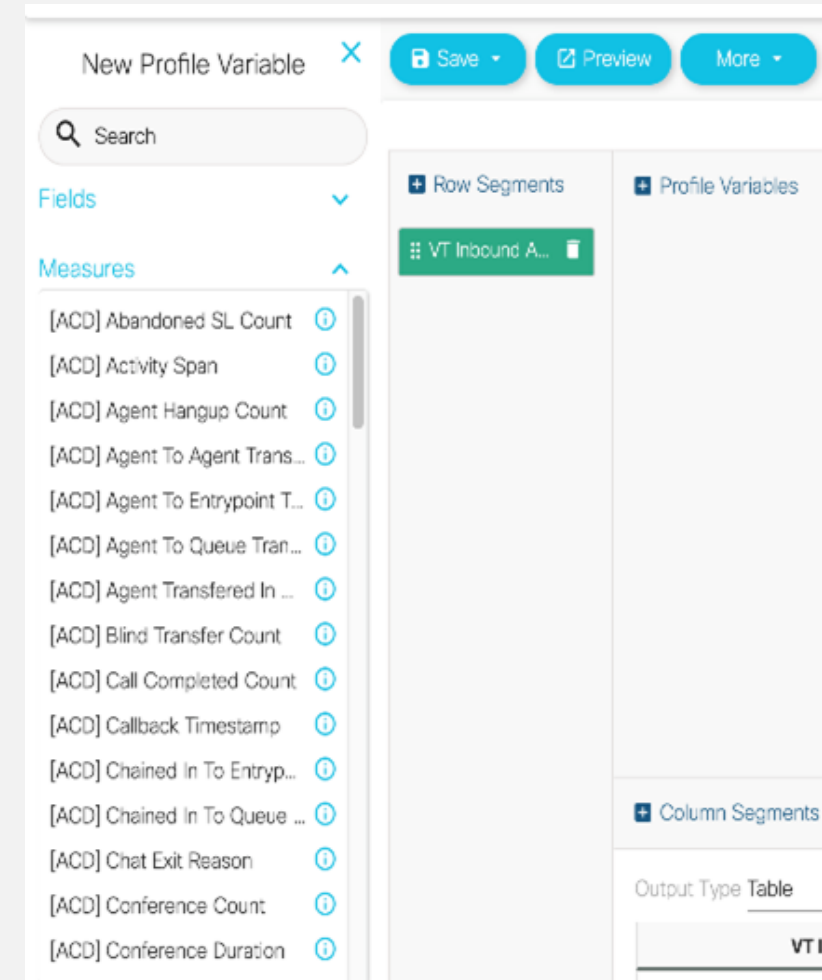 New Profile Variable
Save
Preview
More
Search
Fields
Measures
[ACD] Abandoned SL Count
[ACD] Activity Span
[ACD] Agent Hangup Count
[ACD] Agent To Agent Trans...
[ACD] Agent To Entrypoint T...
[ACD] Agent To Queue Tran...
[ACD] Agent Transfered In ...
[ACD] Blind Transfer Count
[ACD] Call Completed Count
[ACD] Callback Timestamp
[ACD] Chained In To Entryp...
[ACD] Chained In To Queue ...
[ACD] Chat Exit Reason
[ACD] Conference Count
[ACD] Conference Duration
Row Segments
VT Inbound A...
Profile Variables
Column Segments
Output Type Table
VT